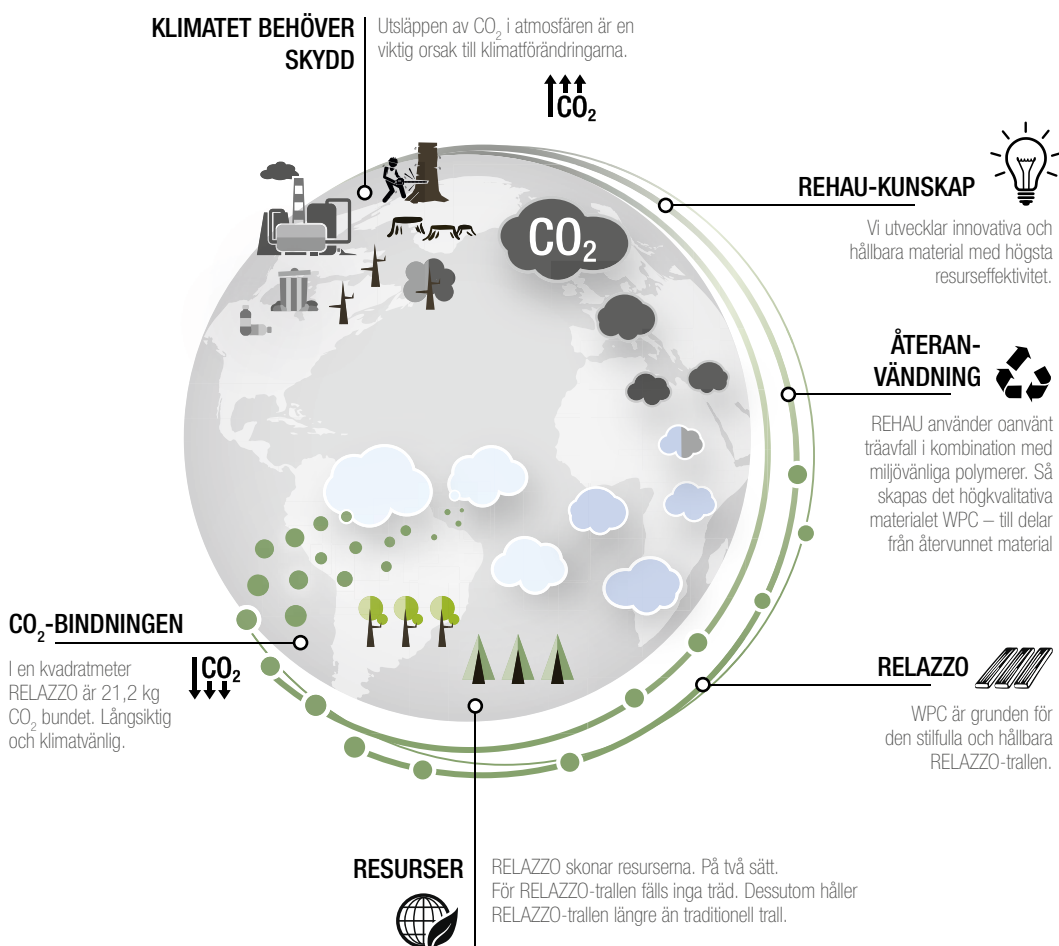 KLIMATET BEHÖVER
SKYDD
Utsläppen av CO₂ i atmosfären är en
viktig orsak till klimatförändringarna.
CO₂
CO₂
REHAU-KUNSKAP
Vi utvecklar innovativa och
hållbara material med högsta
resurseffektivitet.
ÅTERAN-
VÄNDNING
REHAU använder oanvänt
träavfall i kombination med
miljövänliga polymerer. Så
skapas det högkvalitativa
materialet WPC – till delar
från återvunnet material
CO₂-BINDNINGEN
I en kvadratmeter
RELAZZO är 21,2 kg
CO₂ bundet. Långsiktig
och klimatvänlig.
CO₂
RELAZZO
WPC är grunden för
den stilfulla och hållbara
RELAZZO-trallen.
RESURSER
RELAZZO skonar resurserna. På två sätt.
För RELAZZO-trallen fälls inga träd. Dessutom håller
RELAZZO-trallen längre än traditionell trall.